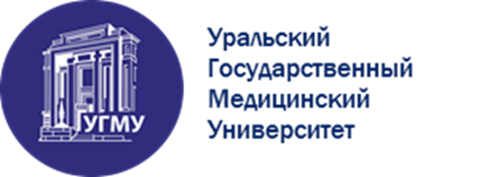 УГМУ
Уральский
Государственный
Медицинский
Университет